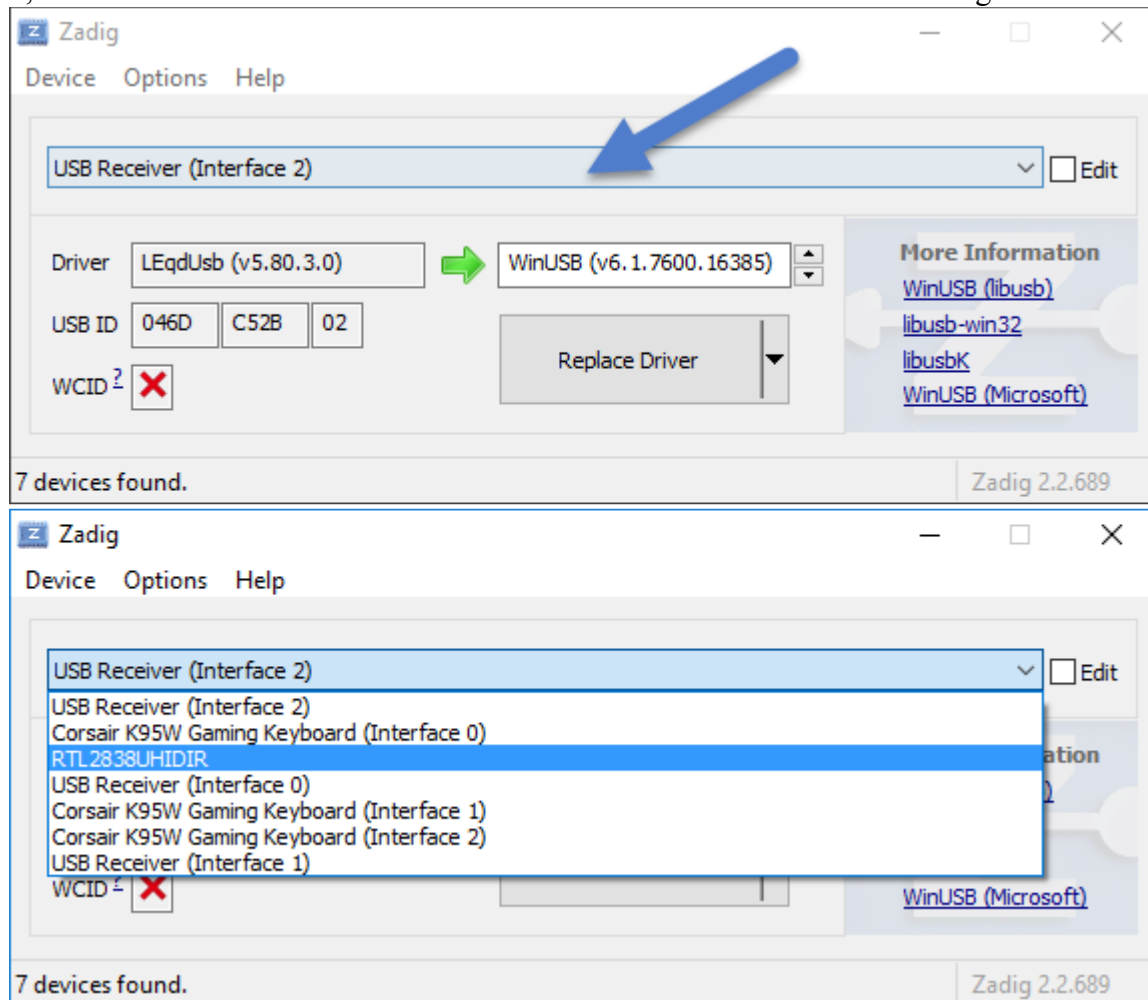 Zadig
Device Options Help
USB Receiver (Interface 2)
Edit
Driver LEqdUsb (v5.80.3.0) WinUSB (v6.1.7600.16385)
USB ID 046D C52B 02
WCID ?
Replace Driver
More Information
WinUSB (libusb)
libusb-win32
libusbK
WinUSB (Microsoft)
7 devices found.
Zadig 2.2.689
Zadig
Device Options Help
USB Receiver (Interface 2)
Edit
USB Receiver (Interface 2)
Corsair K95W Gaming Keyboard (Interface 0)
RTL2838UHIDIR
USB Receiver (Interface 0)
Corsair K95W Gaming Keyboard (Interface 1)
Corsair K95W Gaming Keyboard (Interface 2)
USB Receiver (Interface 1)
ation
)
WCID ?
WinUSB (Microsoft)
7 devices found.
Zadig 2.2.689